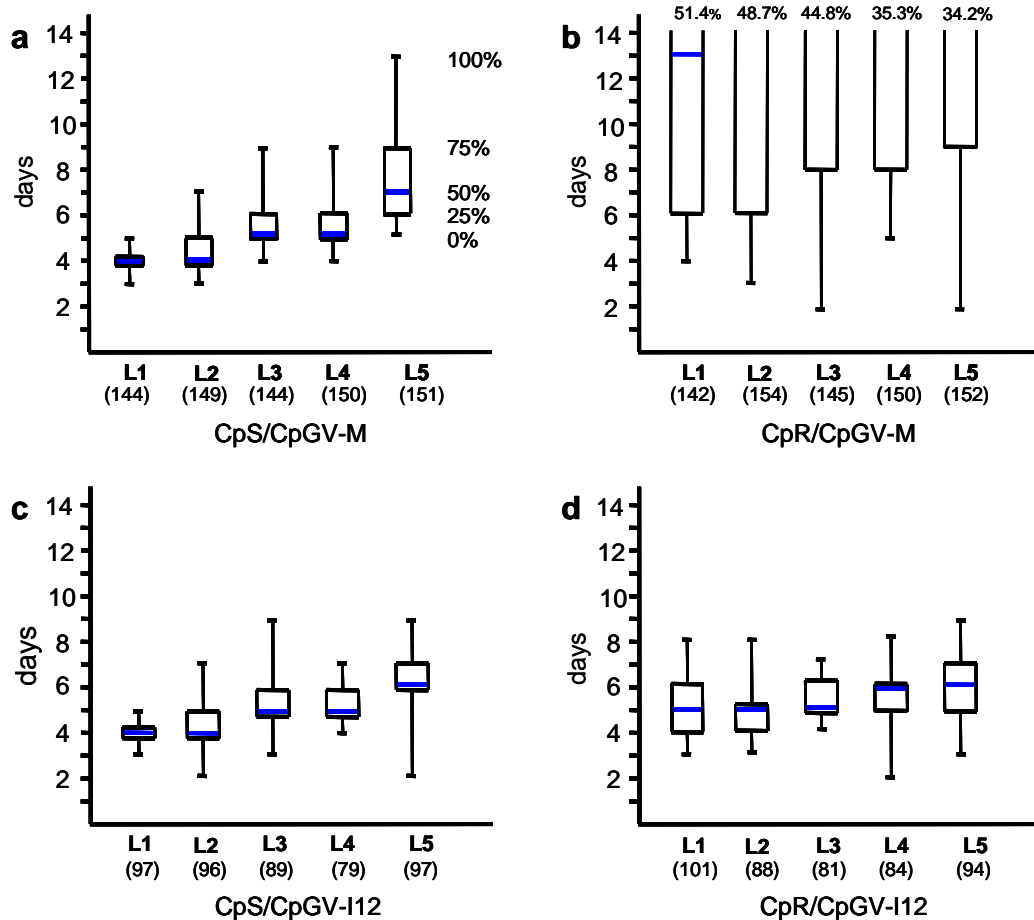 a
days
14
12
10
8
6
4
2
100%
75%
50%
25%
0%
L1 L2 L3 L4 L5
(144) (149) (144) (150) (151)
CpS/CpGV-M
b
51.4% 48.7% 44.8% 35.3% 34.2%
days
14
12
10
8
6
4
2
L1 L2 L3 L4 L5
(142) (154) (145) (150) (152)
CpR/CpGV-M
c
days
14
12
10
8
6
4
2
L1 L2 L3 L4 L5
(97) (96) (89) (79) (97)
CpS/CpGV-I12
d
days
14
12
10
8
6
4
2
L1 L2 L3 L4 L5
(101) (88) (81) (84) (94)
CpR/CpGV-I12